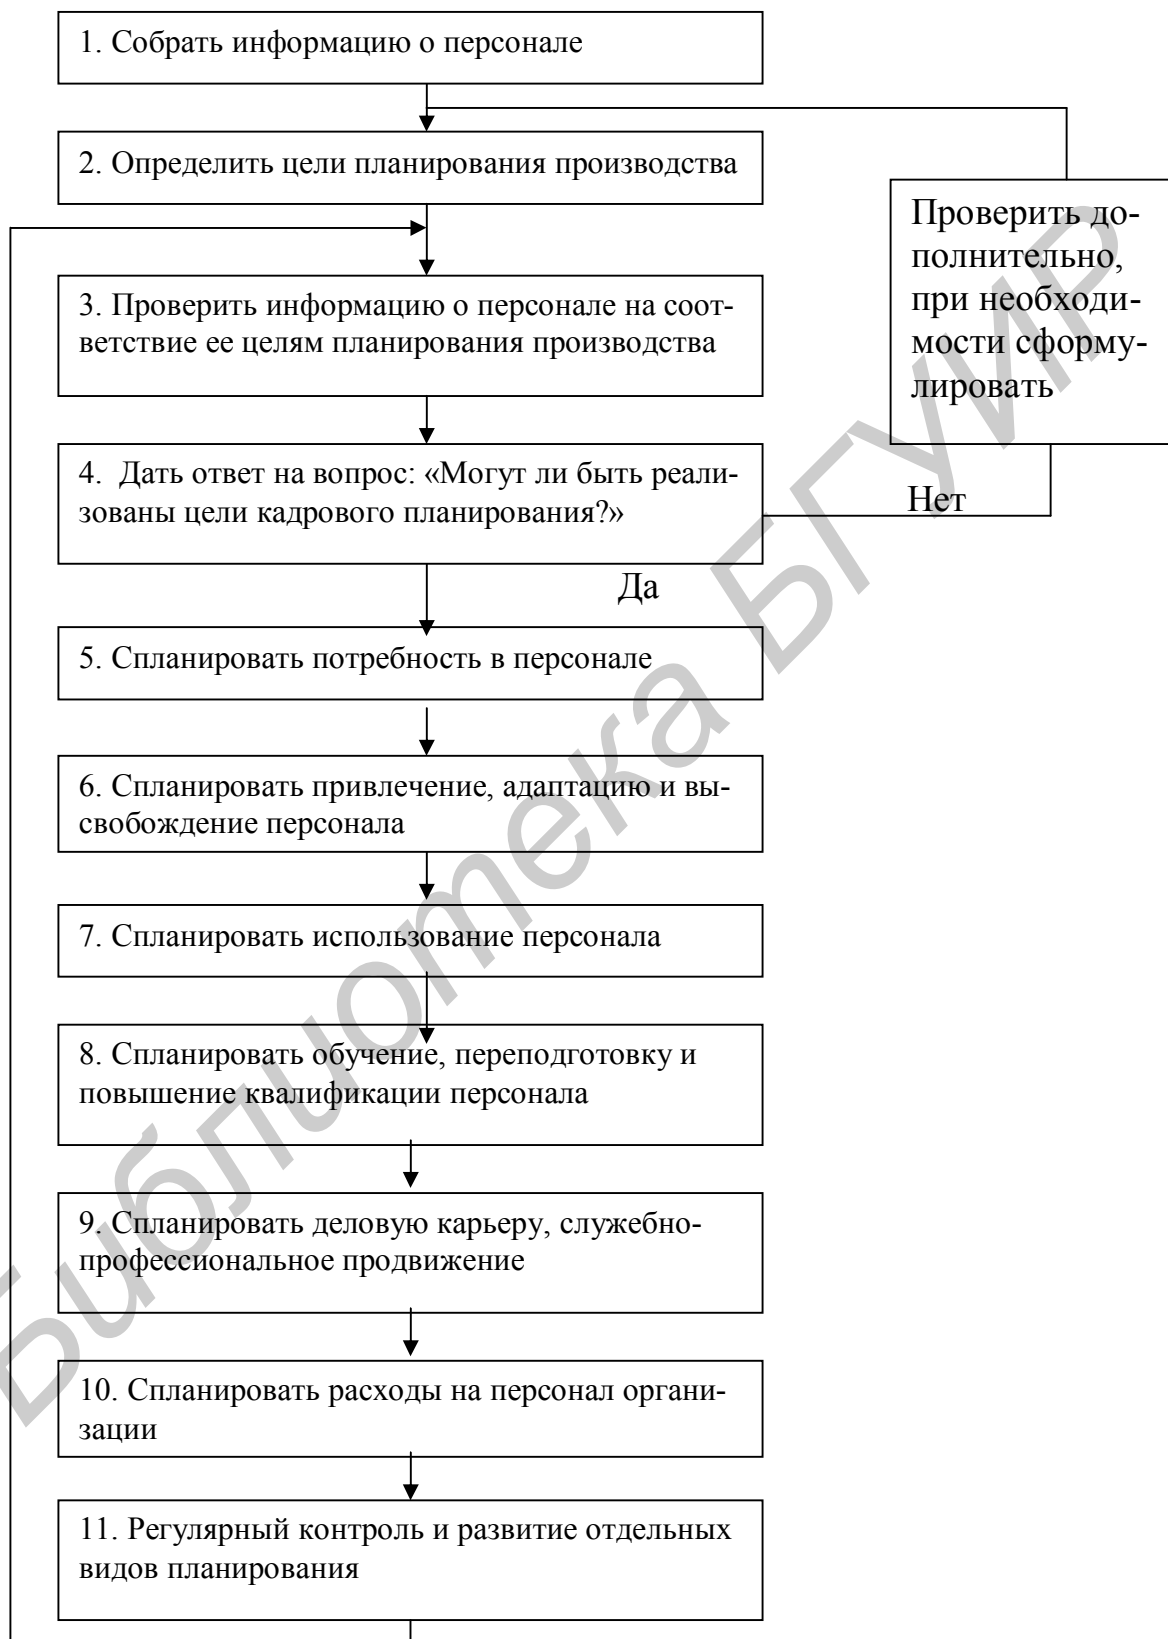 1. Собрать информацию о персонале
2. Определить цели планирования производства
Проверить до-
полнительно,
при необходи-
мости сформу-
лировать
3. Проверить информацию о персонале на соот-
ветствие ее целям планирования производства
4. Дать ответ на вопрос: «Могут ли быть реали-
зованы цели кадрового планирования?»
Нет
Да
5. Спланировать потребность в персонале
6. Спланировать привлечение, адаптацию и вы-
свобождение персонала
7. Спланировать использование персонала
8. Спланировать обучение, переподготовку и
повышение квалификации персонала
9. Спланировать деловую карьеру, служебно-
профессиональное продвижение
10. Спланировать расходы на персонал органи-
зации
11. Регулярный контроль и развитие отдельных
видов планирования
Библиотека БГУИР